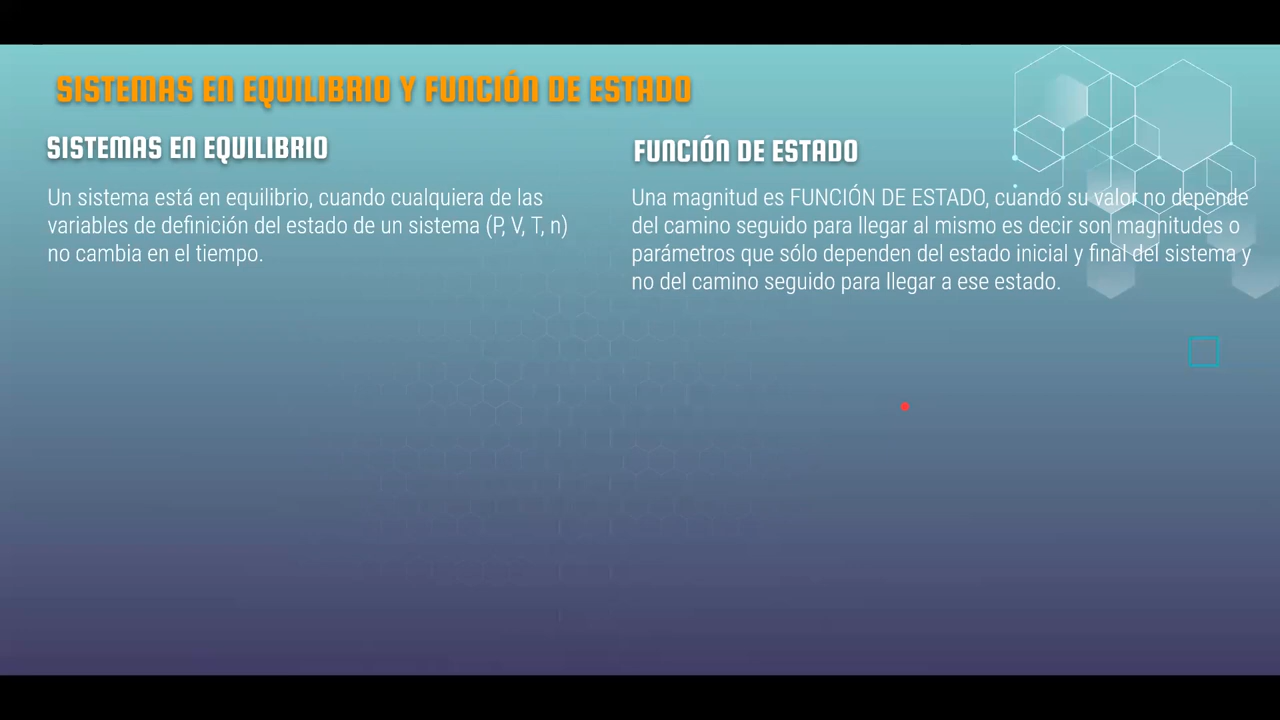 SISTEMAS EN EQUILIBRIO Y FUNCIÓN DE ESTADO
SISTEMAS EN EQUILIBRIO
Un sistema está en equilibrio, cuando cualquiera de las
variables de definición del estado de un sistema (P, V, T, n)
no cambia en el tiempo.
FUNCIÓN DE ESTADO
Una magnitud es FUNCIÓN DE ESTADO, cuando su valor no depende
del camino seguido para llegar al mismo es decir son magnitudes o
parámetros que sólo dependen del estado inicial y final del sistema y
no del camino seguido para llegar a ese estado.